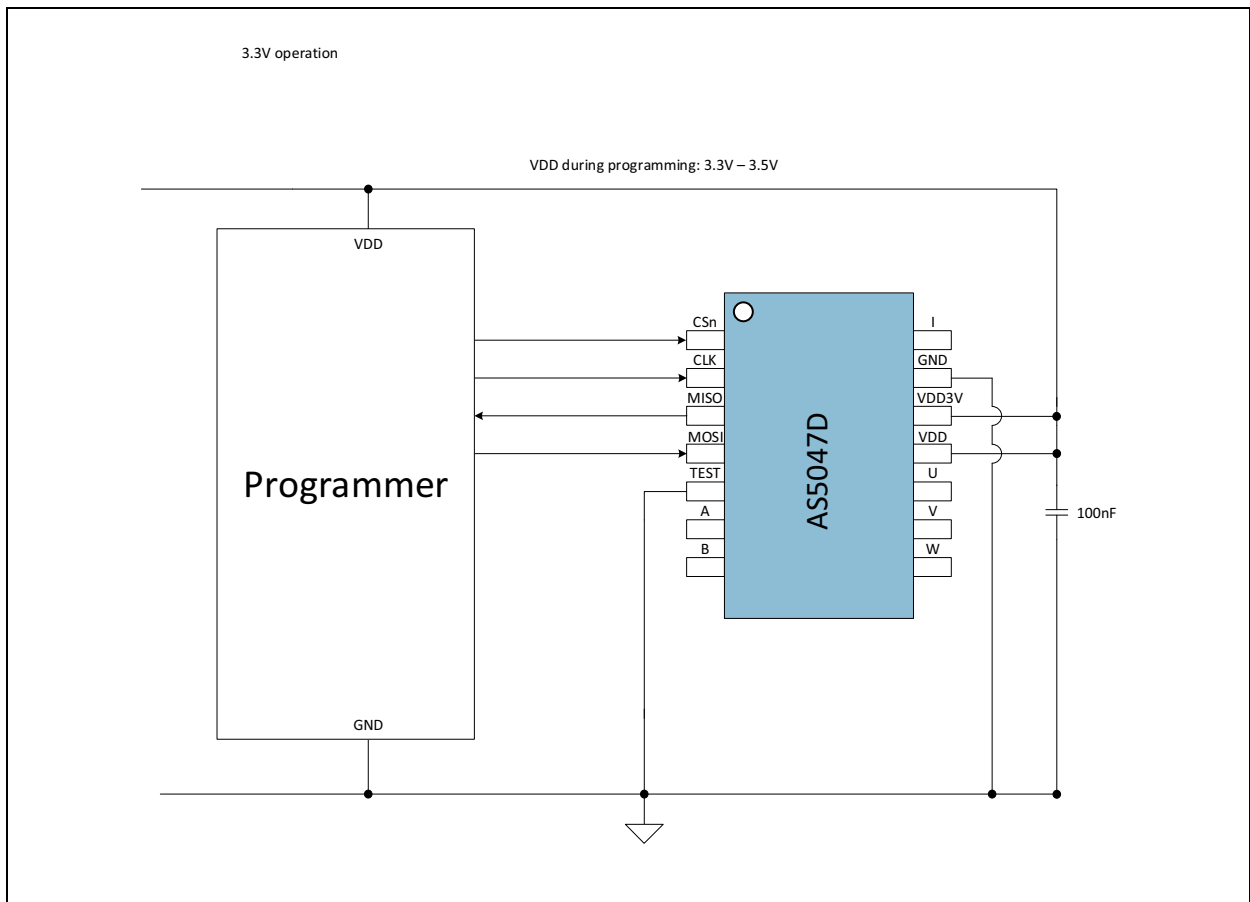 3.3V operation
VDD during programming: 3.3V – 3.5V
VDD
Programmer
GND
CSn
CLK
MISO
MOSI
TEST
A
B
AS5047D
I
GND
VDD3V
VDD
U
V
W
100nF